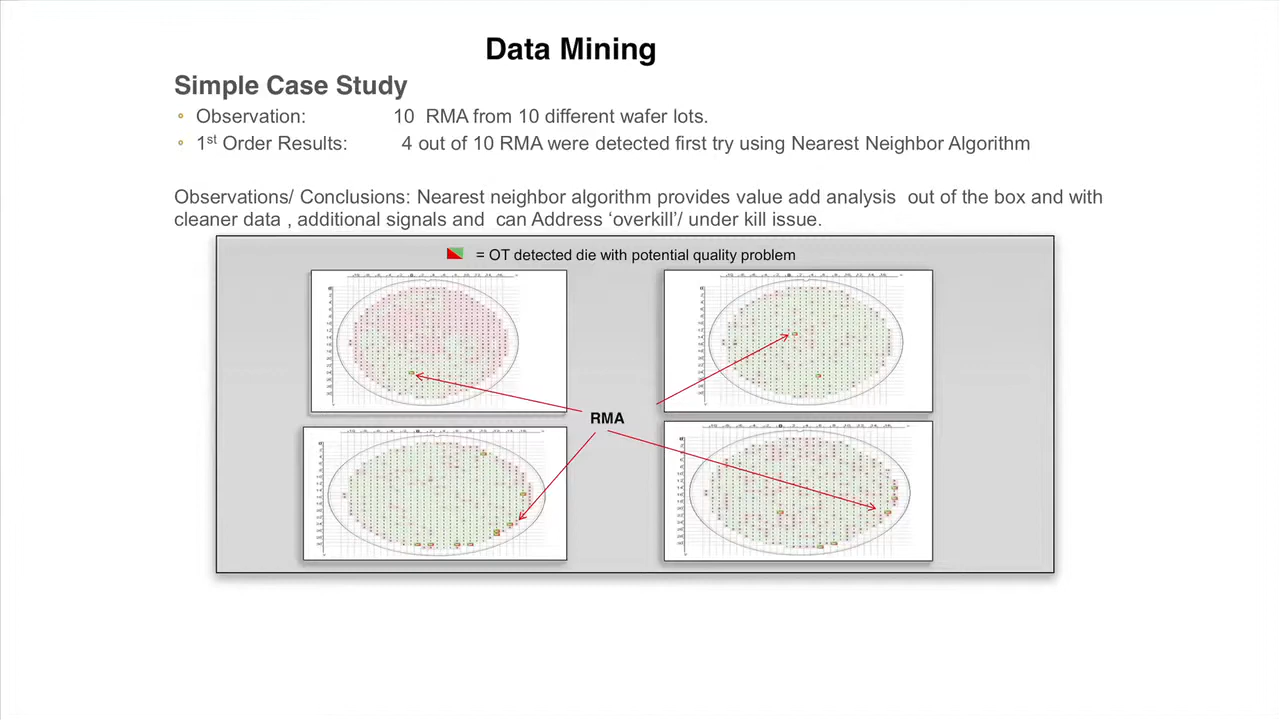 Data Mining
Simple Case Study
Observation: 10 RMA from 10 different wafer lots.
1st Order Results: 4 out of 10 RMA were detected first try using Nearest Neighbor Algorithm
Observations/ Conclusions: Nearest neighbor algorithm provides value add analysis out of the box and with
cleaner data , additional signals and can Address ‘overkill’/ under kill issue.
= OT detected die with potential quality problem
RMA